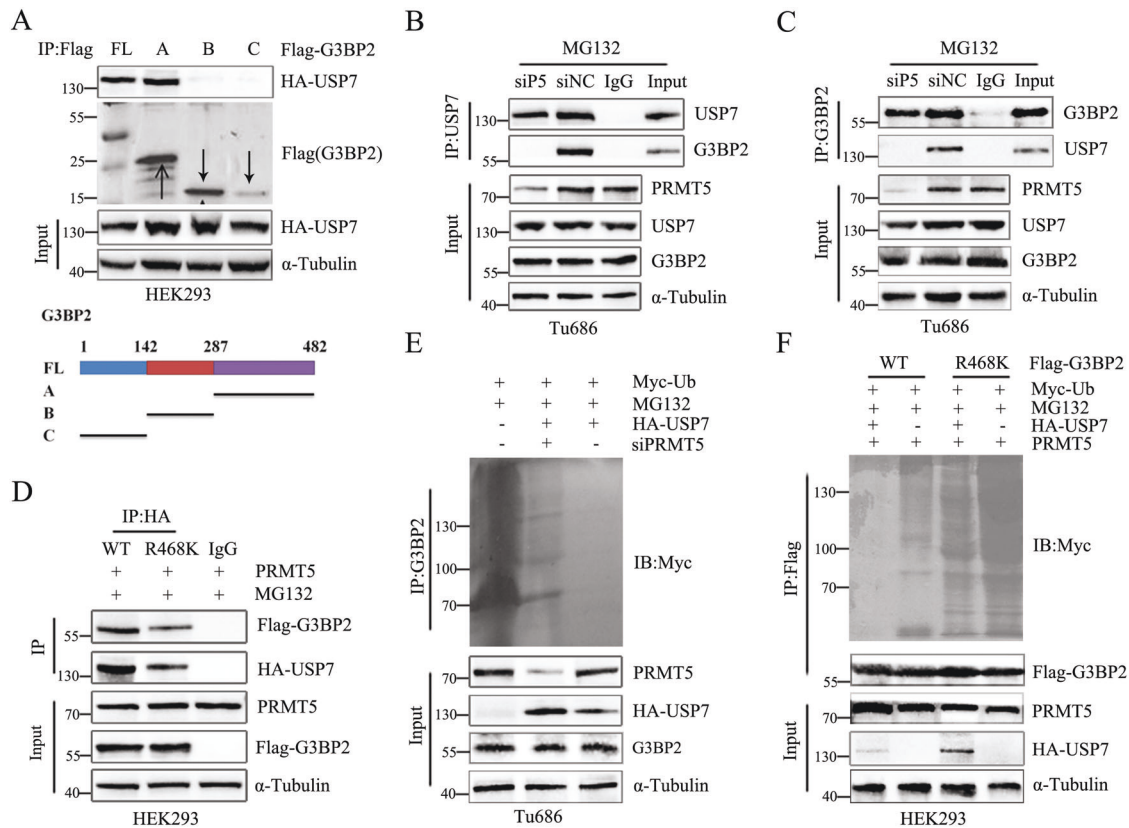 A
IP:Flag FL A B C Flag-G3BP2
130 HA-USP7
55
25 Flag(G3BP2)
15
Input
130 HA-USP7
40 α-Tubulin
HEK293
G3BP2
1 142 287 482
FL
A
B
C
B
MG132
siP5 siNC IgG Input
IP:USP7
130 USP7
55 G3BP2
Input
70 PRMT5
130 USP7
55 G3BP2
40 α-Tubulin
Tu686
C
MG132
siP5 siNC IgG Input
IP:G3BP2
55 G3BP2
130 USP7
Input
70 PRMT5
130 USP7
55 G3BP2
40 α-Tubulin
Tu686
D
IP:HA
WT R468K IgG
+ + + PRMT5
+ + + MG132
IP
55 Flag-G3BP2
130 HA-USP7
Input
70 PRMT5
55 Flag-G3BP2
40 α-Tubulin
HEK293
E
+ + + Myc-Ub
+ + + MG132
- + + HA-USP7
- + - siPRMT5
IP:G3BP2
130
100 IB:Myc
70
Input
70 PRMT5
130 HA-USP7
55 G3BP2
40 α-Tubulin
Tu686
F
WT R468K Flag-G3BP2
+ + + + Myc-Ub
+ + + + MG132
+ - + - HA-USP7
+ + + + PRMT5
IP:Flag
130
100 IB:Myc
70
55 Flag-G3BP2
Input
70 PRMT5
130 HA-USP7
40 α-Tubulin
HEK293